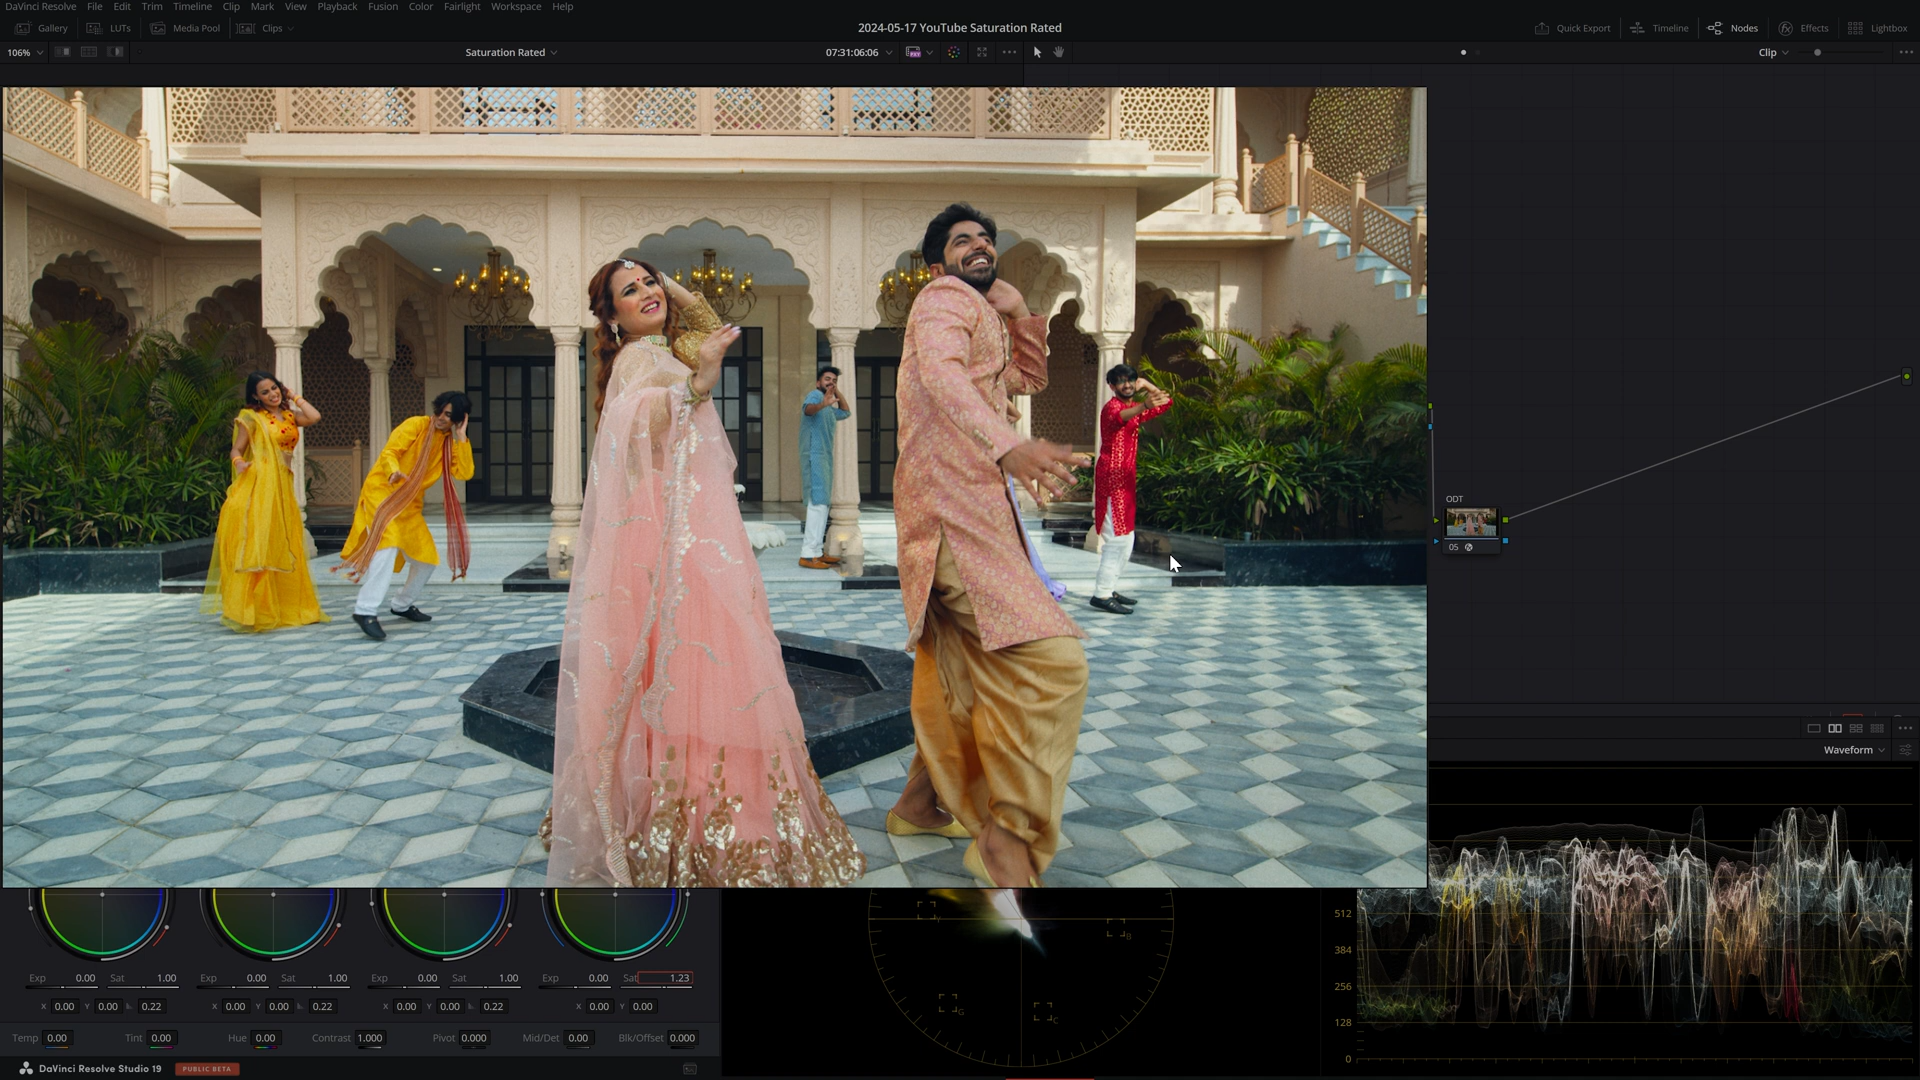 DaVinci Resolve File Edit Trim Timeline Clip Mark View Playback Fusion Color Fairlight Workspace Help
Gallery LUTs Media Pool Clips 2024-05-17 YouTube Saturation Rated Quick Export Timeline Nodes Effects Lightbox
106% Saturation Rated 07:31:06:06 Clip
ODT
05
Waveform
512
384
256
128
0
B
G
C
Exp 0.00 Sat 1.00 Exp 0.00 Sat 1.00 Exp 0.00 Sat 1.00 Exp 0.00 Sat 1.23
X 0.00 Y 0.00 0.22 X 0.00 Y 0.00 0.22 X 0.00 Y 0.00 0.22 X 0.00 Y 0.00
Temp 0.00 Tint 0.00 Hue 0.00 Contrast 1.000 Pivot 0.000 Mid/Det 0.00 Blk/Offset 0.000
DaVinci Resolve Studio 19 PUBLIC BETA